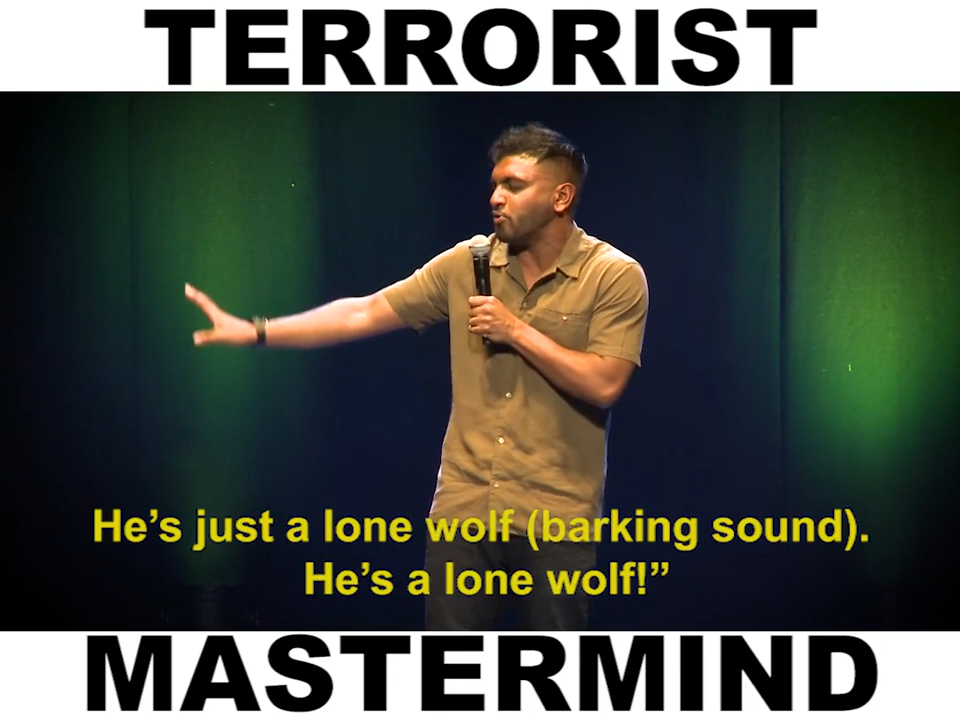 TERRORIST
He’s just a lone wolf (barking sound).
He’s a lone wolf!”
MASTERMIND